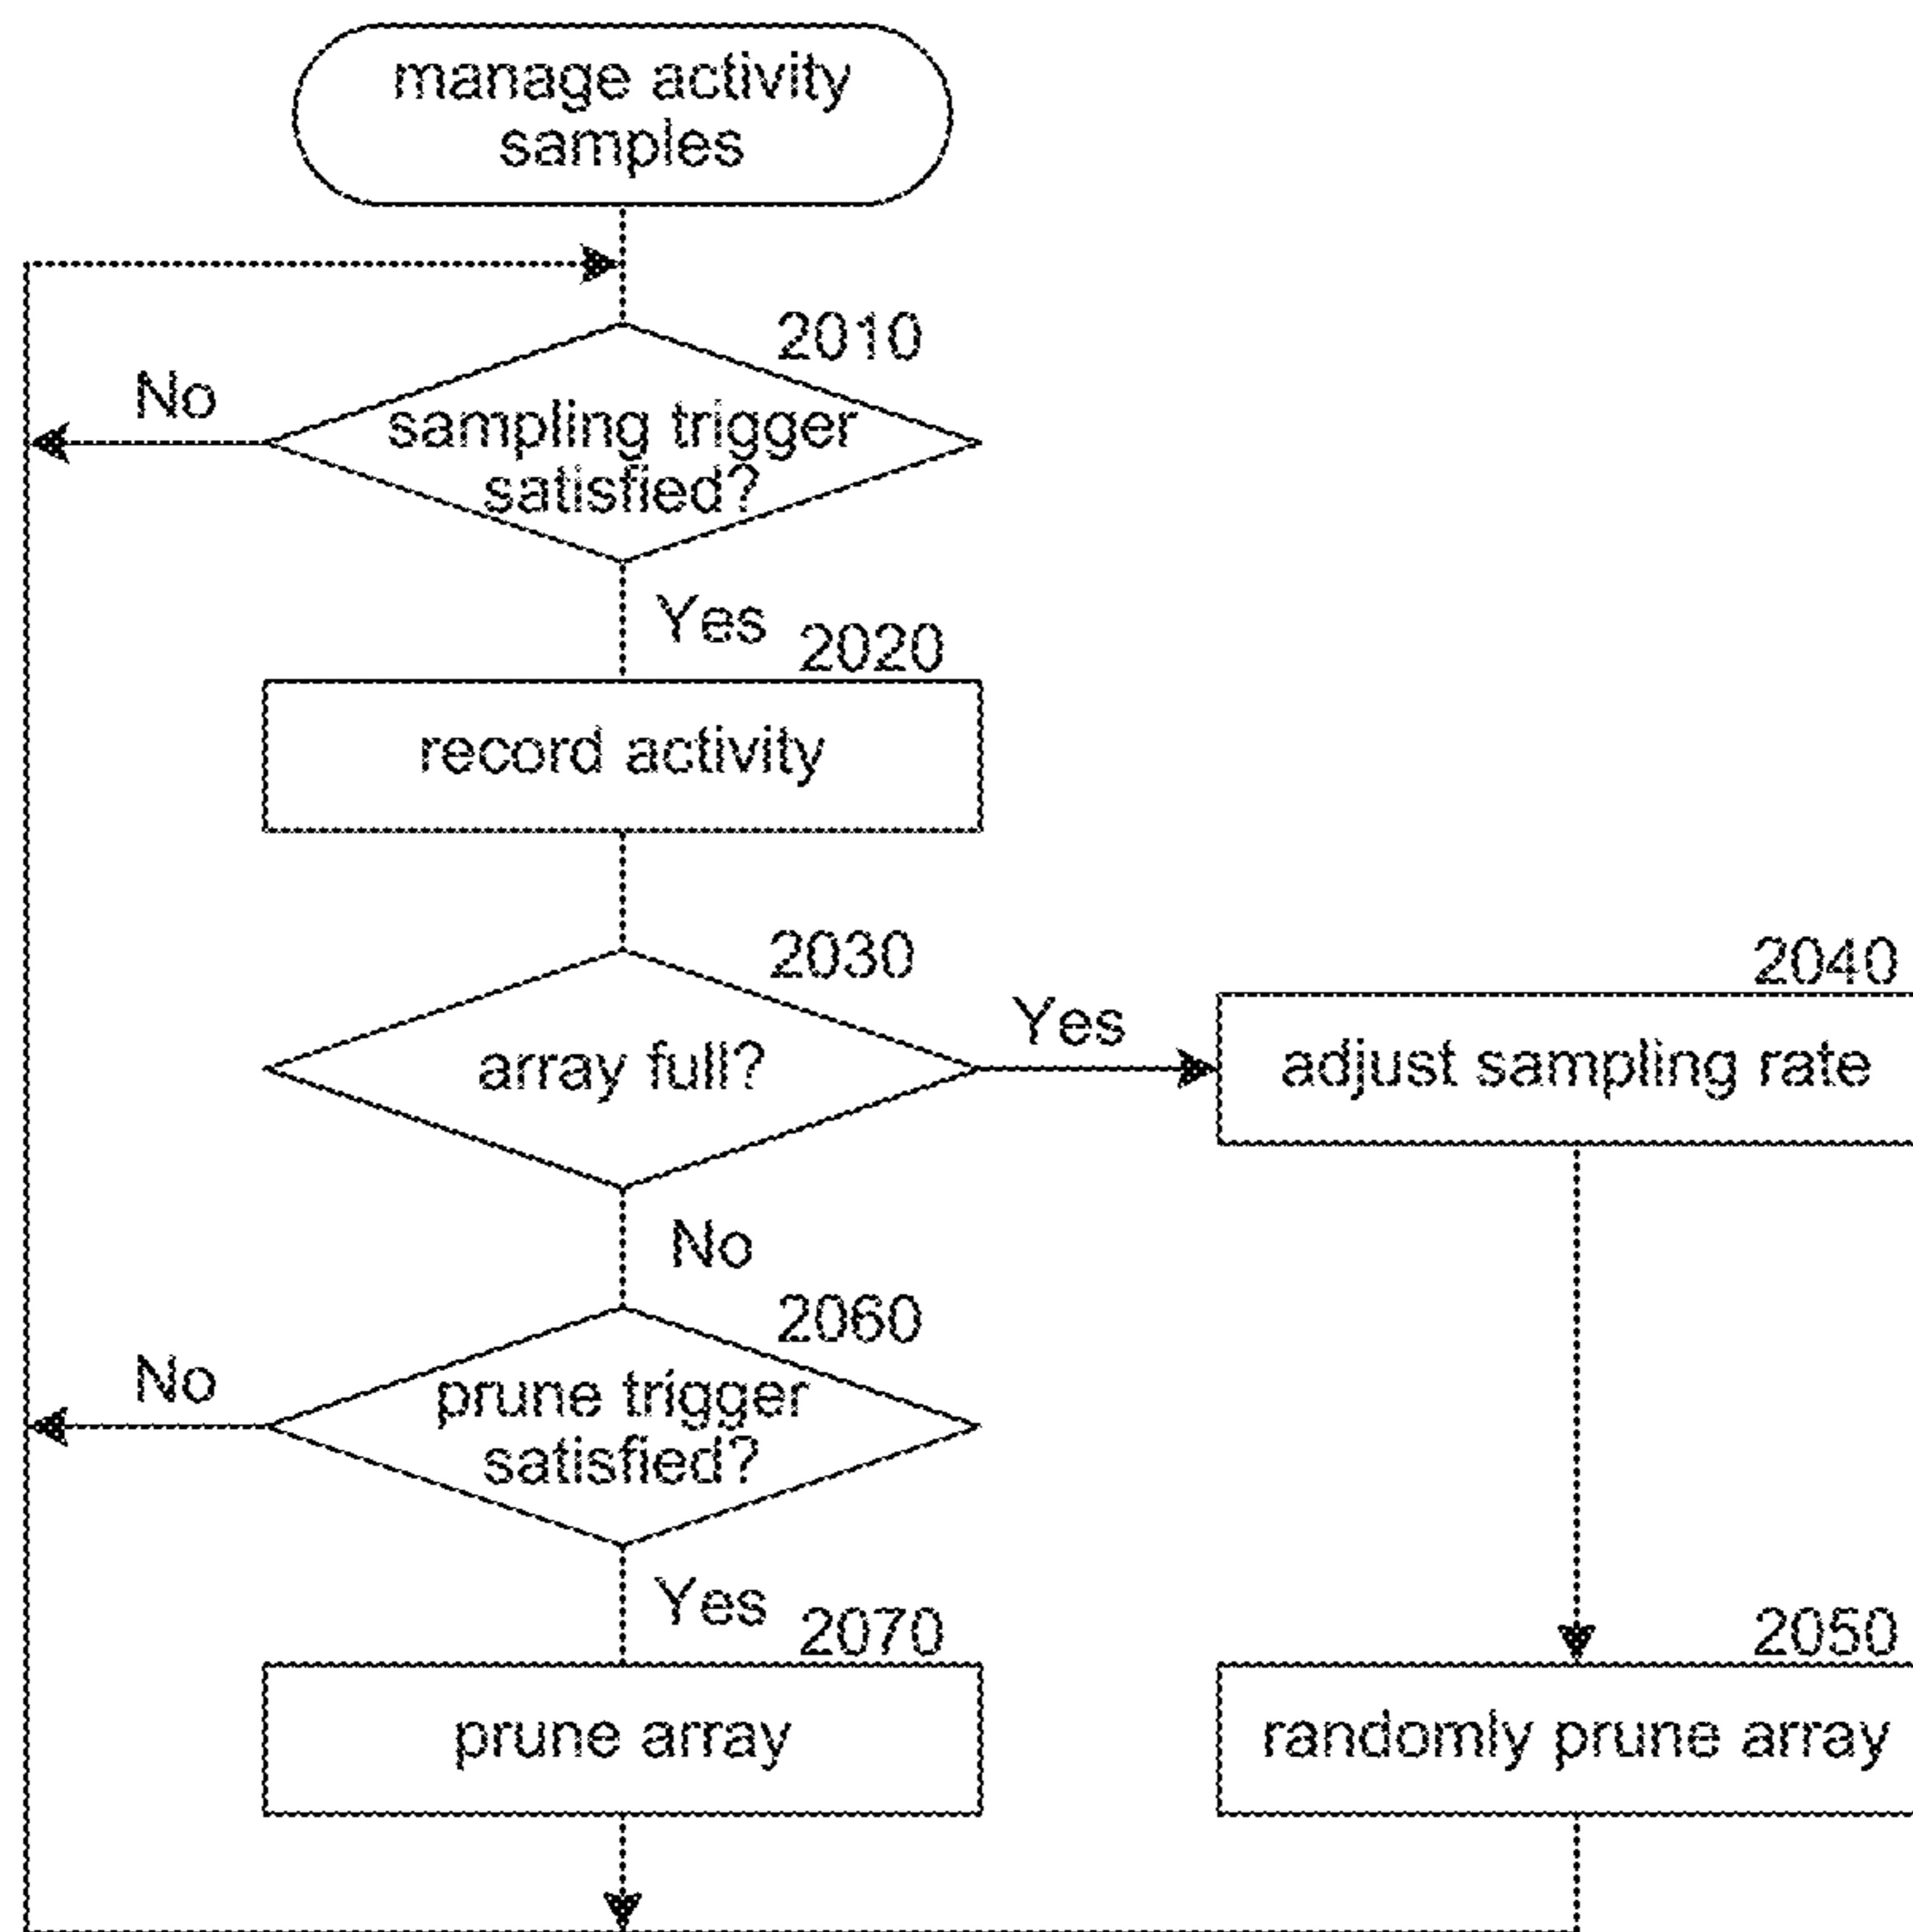 manage activity
samples
2010
No
sampling trigger
satisfied?
Yes
2020
record activity
2030
2040
Yes
array full?
adjust sampling rate
No
2060
No
prune trigger
satisfied?
Yes
2070
2050
prune array
randomly prune array